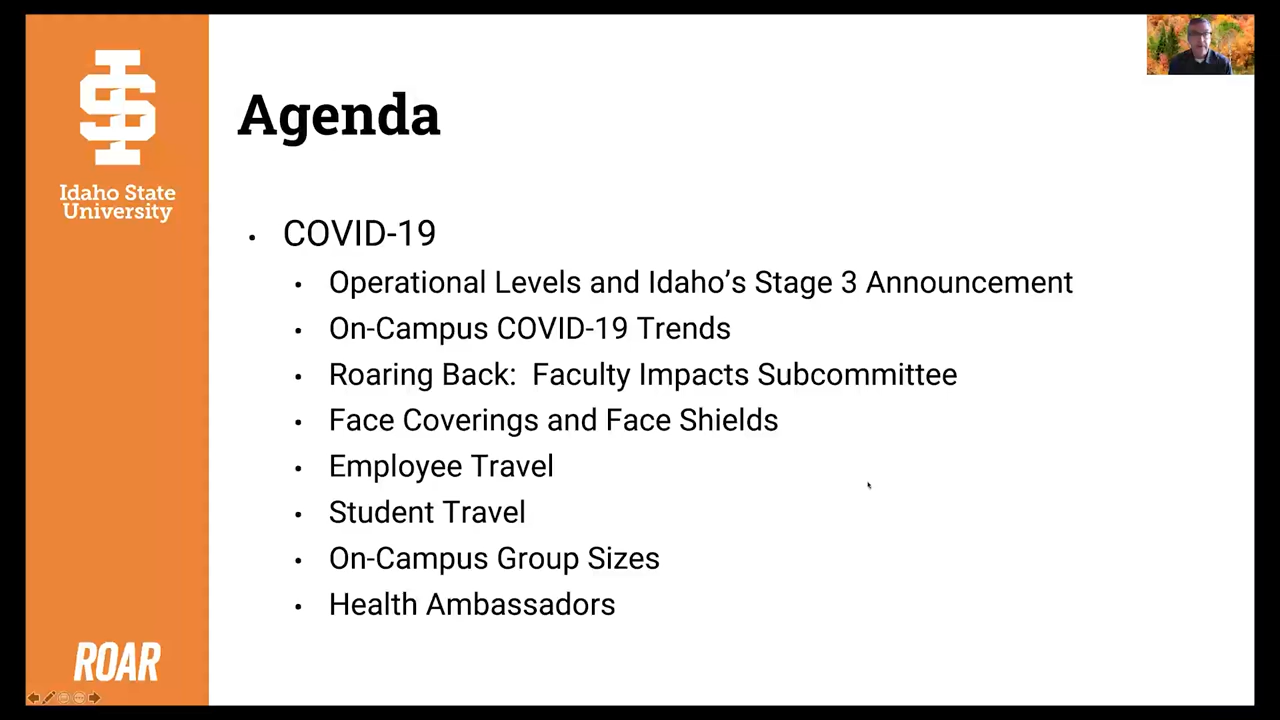 Agenda
Idaho State
University
• COVID-19
• Operational Levels and Idaho’s Stage 3 Announcement
• On-Campus COVID-19 Trends
• Roaring Back:  Faculty Impacts Subcommittee
• Face Coverings and Face Shields
• Employee Travel
• Student Travel
• On-Campus Group Sizes
• Health Ambassadors
ROAR